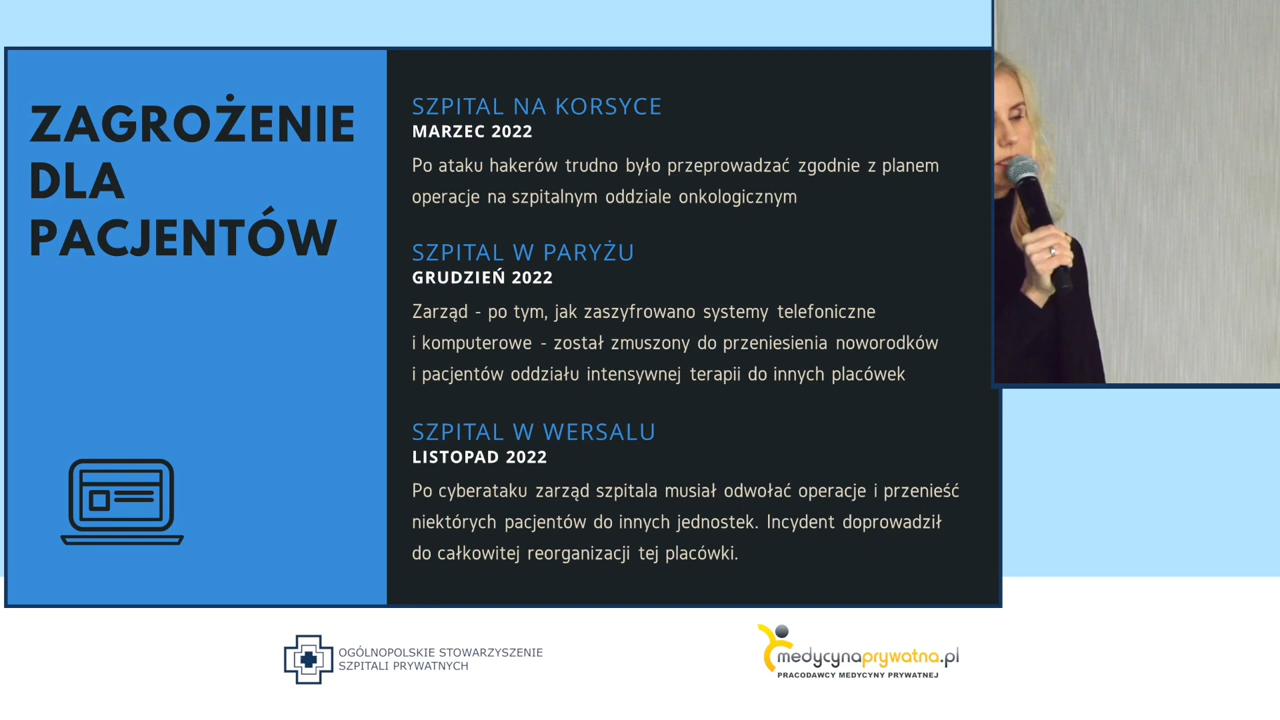 ZAGROŻENIE
DLA
PACJENTÓW
SZPITAL NA KORSYCE
MARZEC 2022
Po ataku hakerów trudno było przeprowadzać zgodnie z planem
operacje na szpitalnym oddziale onkologicznym
SZPITAL W PARYŻU
GRUDZIEŃ 2022
Zarząd - po tym, jak zaszyfrowano systemy telefoniczne
i komputerowe - został zmuszony do przeniesienia noworodków
i pacjentów oddziału intensywnej terapii do innych placówek
SZPITAL W WERSALU
LISTOPAD 2022
Po cyberataku zarząd szpitala musiał odwołać operacje i przenieść
niektórych pacjentów do innych jednostek. Incydent doprowadził
do całkowitej reorganizacji tej placówki.
OGÓLNOPOLSKIE STOWARZYSZENIE
SZPITALI PRYWATNYCH
medycynaprywatna.pl
PRACODAWCY MEDYCYNY PRYWATNEJ